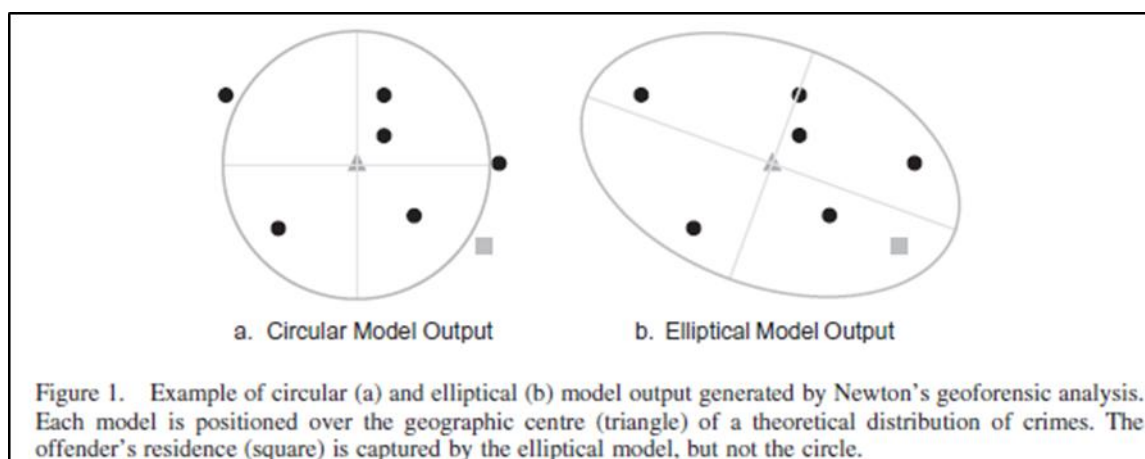 a. Circular Model Output
b. Elliptical Model Output
Figure 1. Example of circular (a) and elliptical (b) model output generated by Newton's geoforensic analysis.
Each model is positioned over the geographic centre (triangle) of a theoretical distribution of crimes. The
offender's residence (square) is captured by the elliptical model, but not the circle.